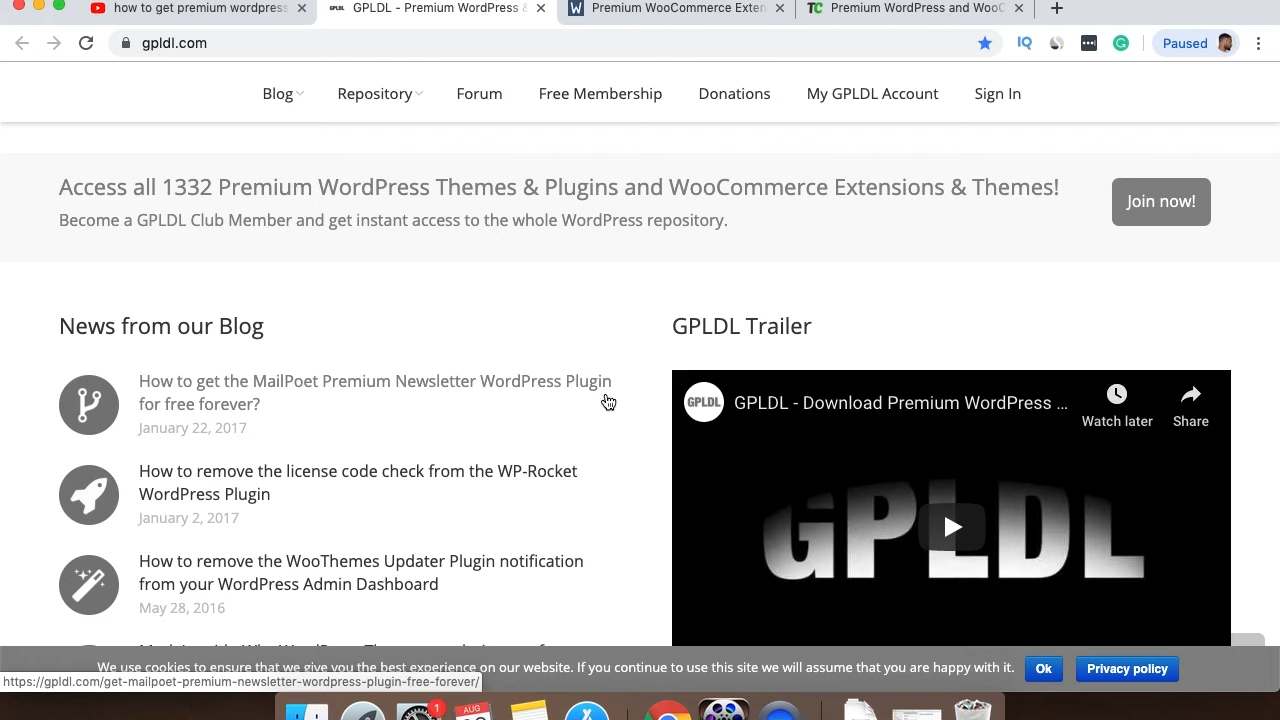 how to get premium wordpress
GPLDL - Premium WordPress &
Premium WooCommerce Exten
TC
Premium WordPress and WooC
gpldl.com
IQ
Paused
Blog
Repository
Forum
Free Membership
Donations
My GPLDL Account
Sign In
Access all 1332 Premium WordPress Themes & Plugins and WooCommerce Extensions & Themes!
Become a GPLDL Club Member and get instant access to the whole WordPress repository.
Join now!
News from our Blog
How to get the MailPoet Premium Newsletter WordPress Plugin
for free forever?
January 22, 2017
How to remove the license code check from the WP-Rocket
WordPress Plugin
January 2, 2017
How to remove the WooThemes Updater Plugin notification
from your WordPress Admin Dashboard
May 28, 2016
GPLDL Trailer
GPLDL
GPLDL - Download Premium WordPress ...
Watch later
Share
GPLDL
We use cookies to ensure that we give you the best experience on our website. If you continue to use this site we will assume that you are happy with it.
Ok
Privacy policy
https://gpldl.com/get-mailpoet-premium-newsletter-wordpress-plugin-free-forever/
1
AUG